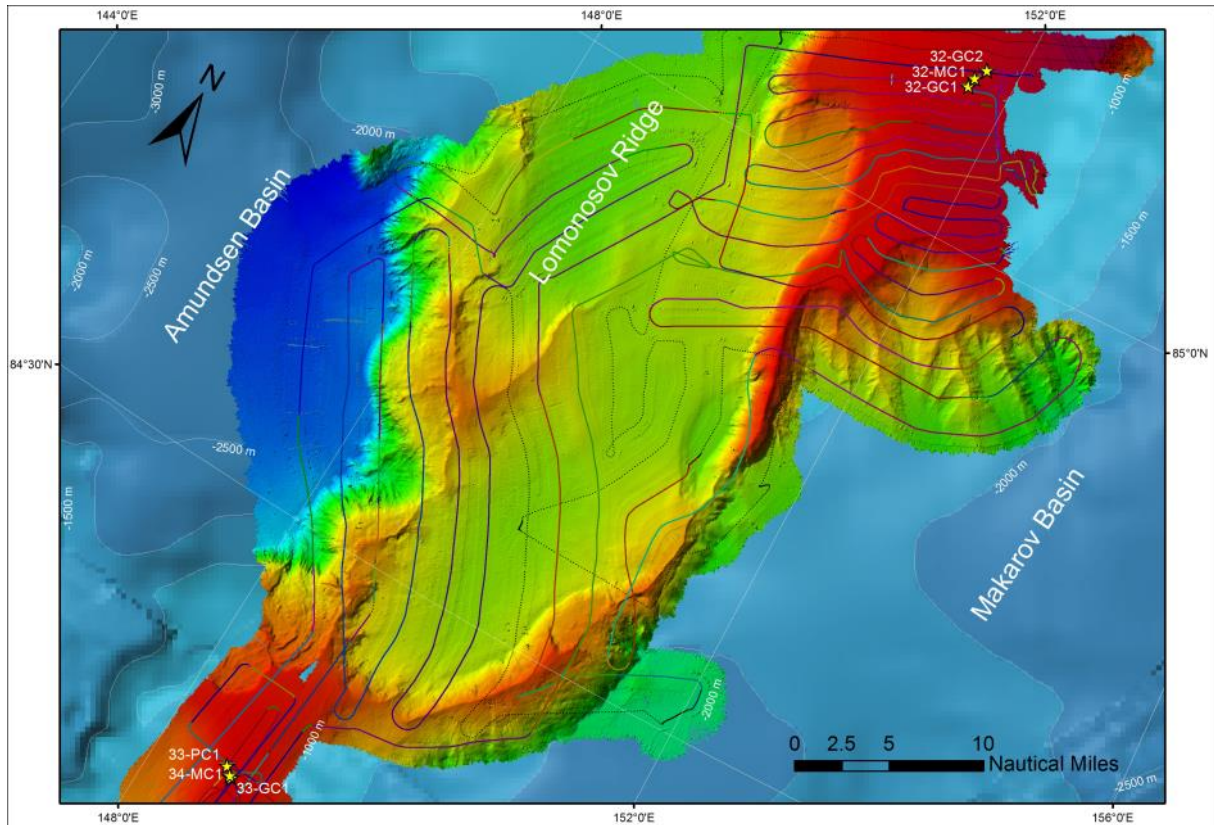 144°0'E
148°0'E
152°0'E
N
-3000 m
-2000 m
32-GC2
32-MC1
32-GC1
-1000 m
Lomonosov Ridge
Amundsen Basin
-1500 m
-2000 m
-2500 m
84°30'N
85°0'N
-2500 m
-2000 m
-1500 m
Makarov Basin
-2000 m
-1000 m
33-PC1
34-MC1
33-GC1
0 2.5 5 10
Nautical Miles
-2500 m
148°0'E
152°0'E
156°0'E